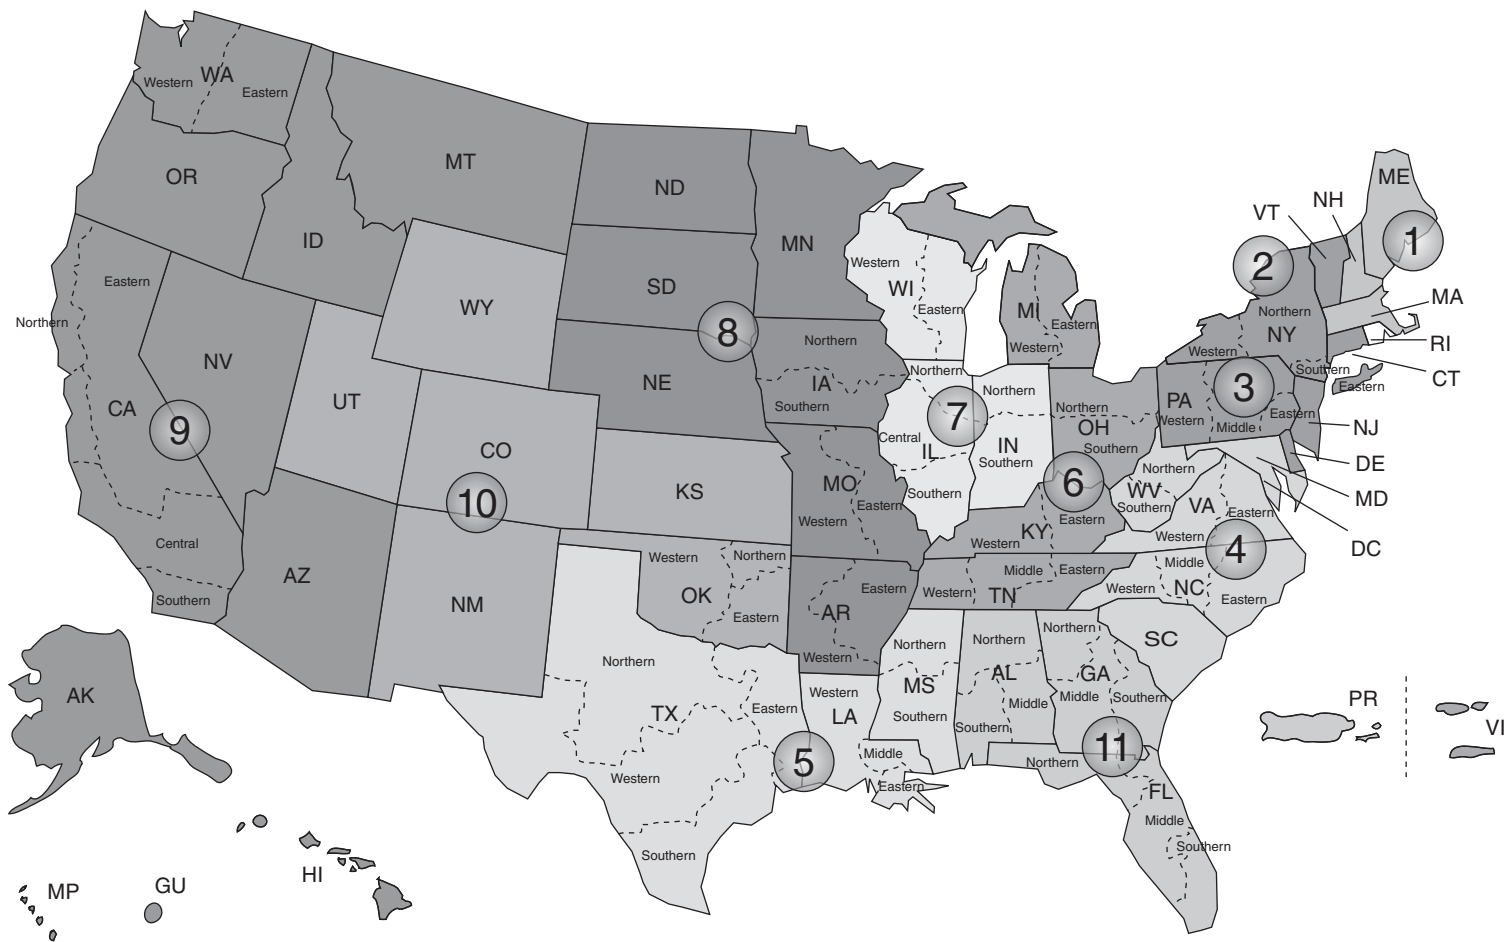 WA
Western
Eastern
MT
ND
MN
OR
ID
SD
WY
8
NE
Northern
IA
Southern
Eastern
Northern
NV
UT
CO
CA
9
10
KS
MO
Eastern
Western
Central
Southern
AZ
NM
Western
Northern
OK
Eastern
Eastern
AR
Western
Western
WI
Eastern
MI
Eastern
Western
Northern
7
Central
IL
Southern
Northern
IN
Southern
Northern
OH
Southern
6
KY
Eastern
Western
Middle
Eastern
Western
TN
ME
NH
VT
1
2
MA
Northern
NY
Western
Southern
Eastern
RI
CT
3
PA
Western
Middle
Eastern
NJ
DE
MD
DC
Northern
WV
Southern
VA
Eastern
Western
4
Middle
Western
NC
Eastern
SC
Northern
TX
Eastern
Western
Southern
5
Western
LA
Middle
Eastern
Northern
MS
Southern
Northern
AL
Middle
Southern
Northern
GA
Middle
Southern
11
Northern
FL
Middle
Southern
PR
VI
AK
HI
GU
MP